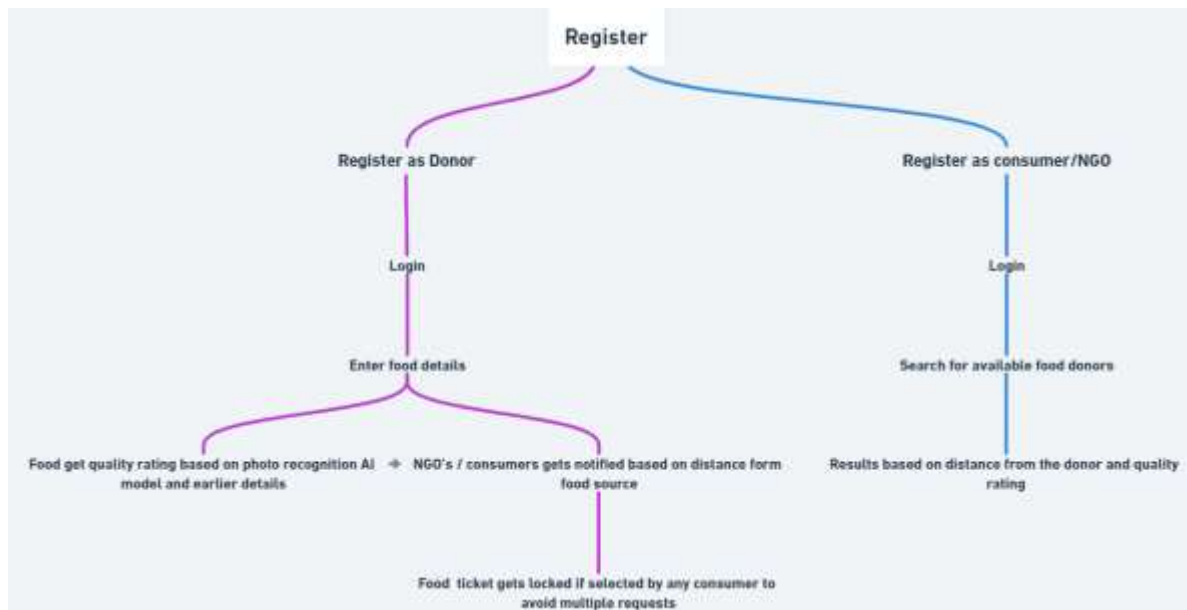 Register
Register as Donor
Register as consumer/NGO
Login
Login
Enter food details
Search for available food donors
Food get quality rating based on photo recognition AI
model and earlier details
NGO's / consumers gets notified based on distance form
food source
Results based on distance from the donor and quality
rating
Food ticket gets locked if selected by any consumer to
avoid multiple requests